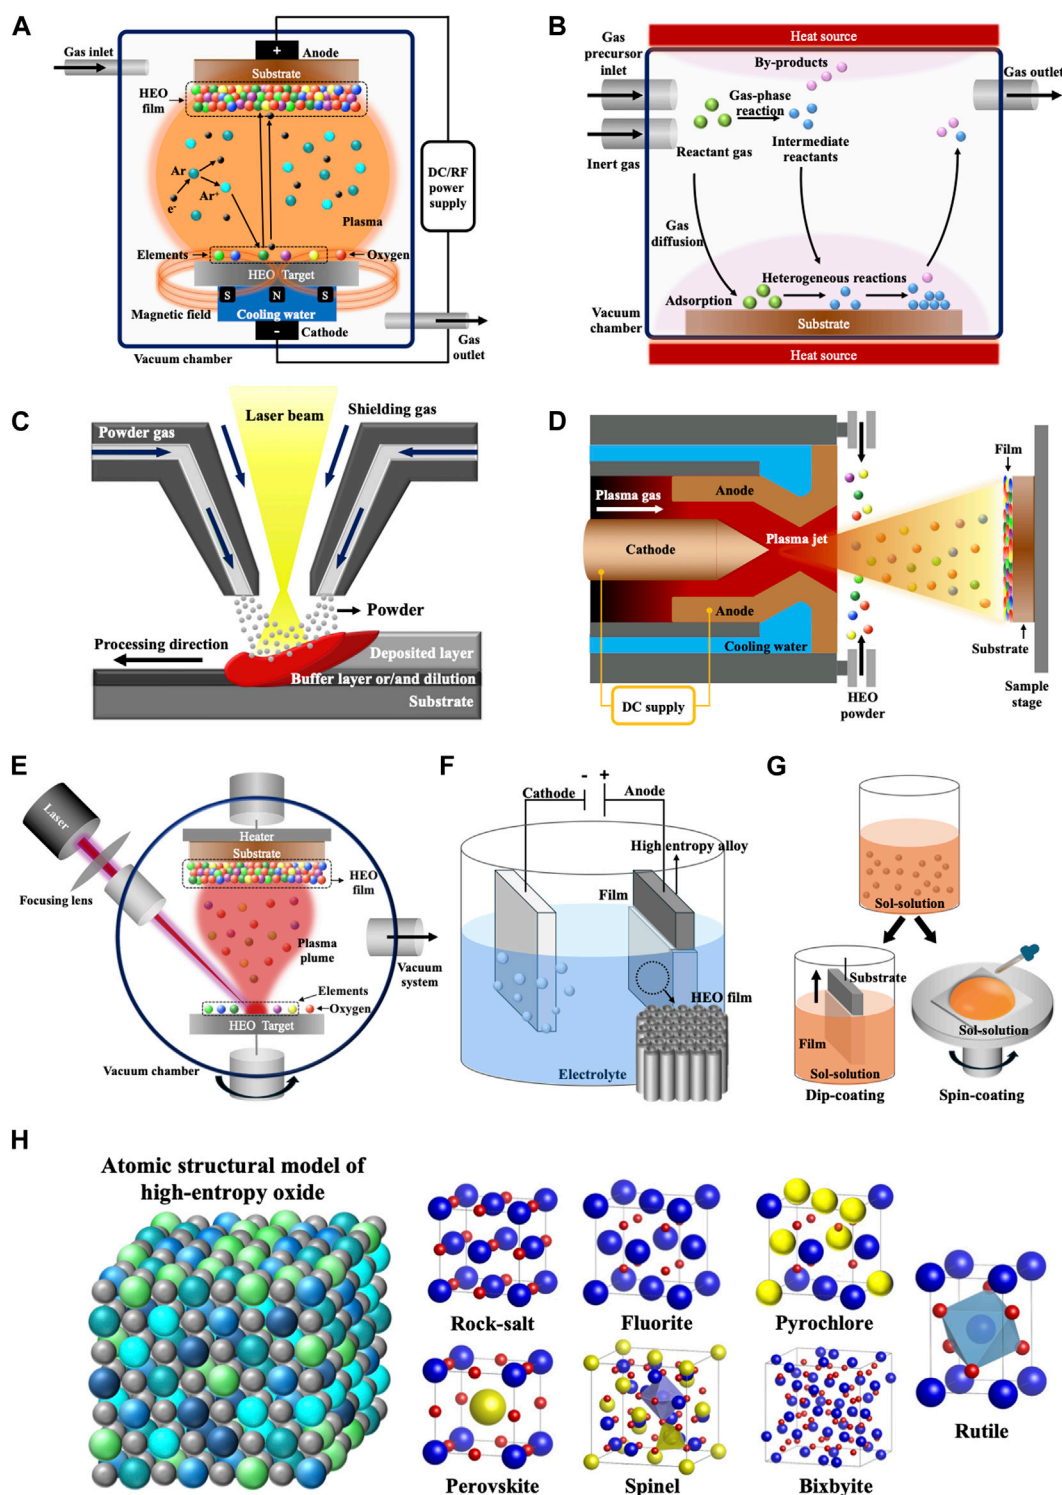 A
Gas inlet
+
Anode
Substrate
HEO
film
Ar
Ar+
e-
Plasma
DC/RF
power
supply
Elements
Oxygen
HEO Target
S
N
S
Magnetic field
Cooling water
-
Cathode
Gas
outlet
Vacuum chamber
B
Heat source
Gas
precursor
inlet
By-products
Gas outlet
Gas-phase
reaction
Inert gas
Reactant gas
Intermediate
reactants
Gas
diffusion
Heterogeneous reactions
Adsorption
Vacuum
chamber
Substrate
Heat source
C
Laser beam
Shielding gas
Powder gas
Powder
Processing direction
Deposited layer
Buffer layer or/and dilution
Substrate
D
Film
Plasma gas
Anode
Cathode
Plasma jet
Anode
Cooling water
Substrate
DC supply
HEO
powder
Sample
stage
E
Laser
Heater
Substrate
HEO
film
Focusing lens
Plasma
plume
Vacuum
system
Elements
Oxygen
HEO Target
Vacuum chamber
F
- +
Cathode
Anode
High entropy alloy
Film
HEO film
Electrolyte
G
Sol-solution
Substrate
Film
Sol-solution
Sol-solution
Dip-coating
Spin-coating
H
Atomic structural model of
high-entropy oxide
Rock-salt
Fluorite
Pyrochlore
Perovskite
Spinel
Bixbyite
Rutile